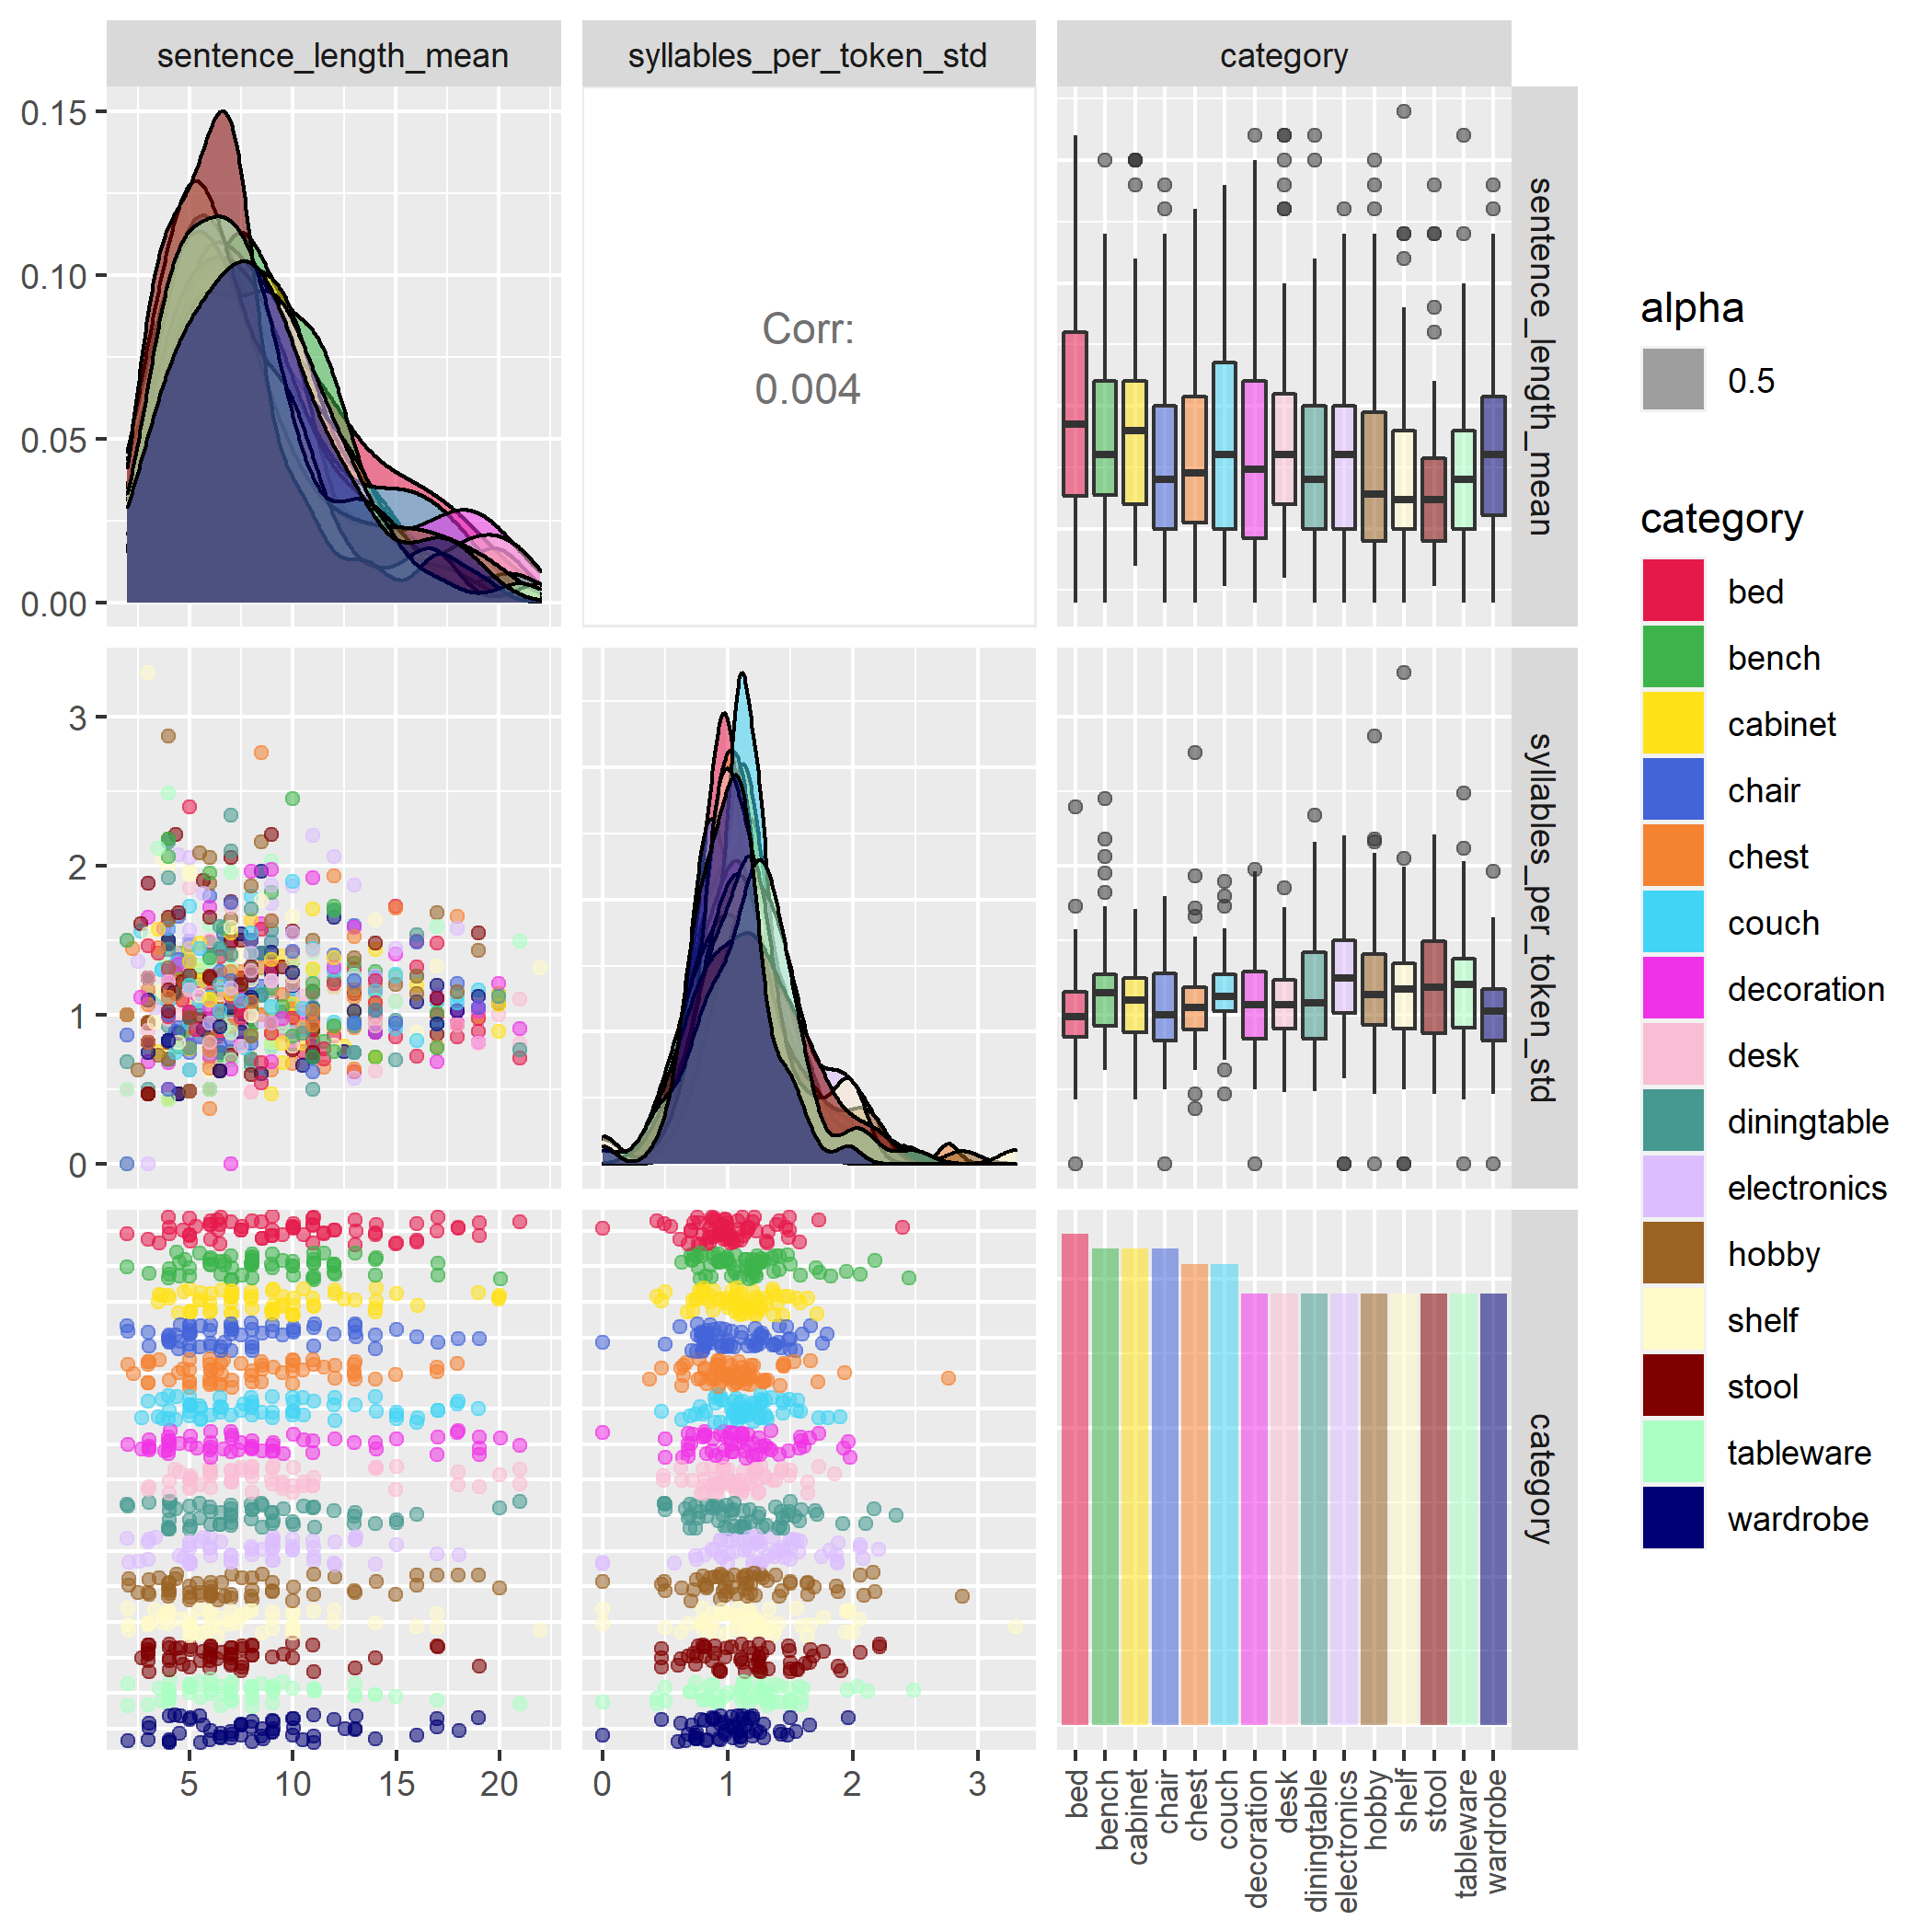 sentence_length_mean
syllables_per_token_std
category
0.15
0.10
0.05
0.00
Corr:
0.004
sentence_length_mean
3
2
1
0
syllables_per_token_std
category
5
10
15
20
0
1
2
3
bed
bench
cabinet
chair
chest
couch
decoration
desk
diningtable
electronics
hobby
shelf
stool
tableware
wardrobe
alpha
0.5
category
bed
bench
cabinet
chair
chest
couch
decoration
desk
diningtable
electronics
hobby
shelf
stool
tableware
wardrobe